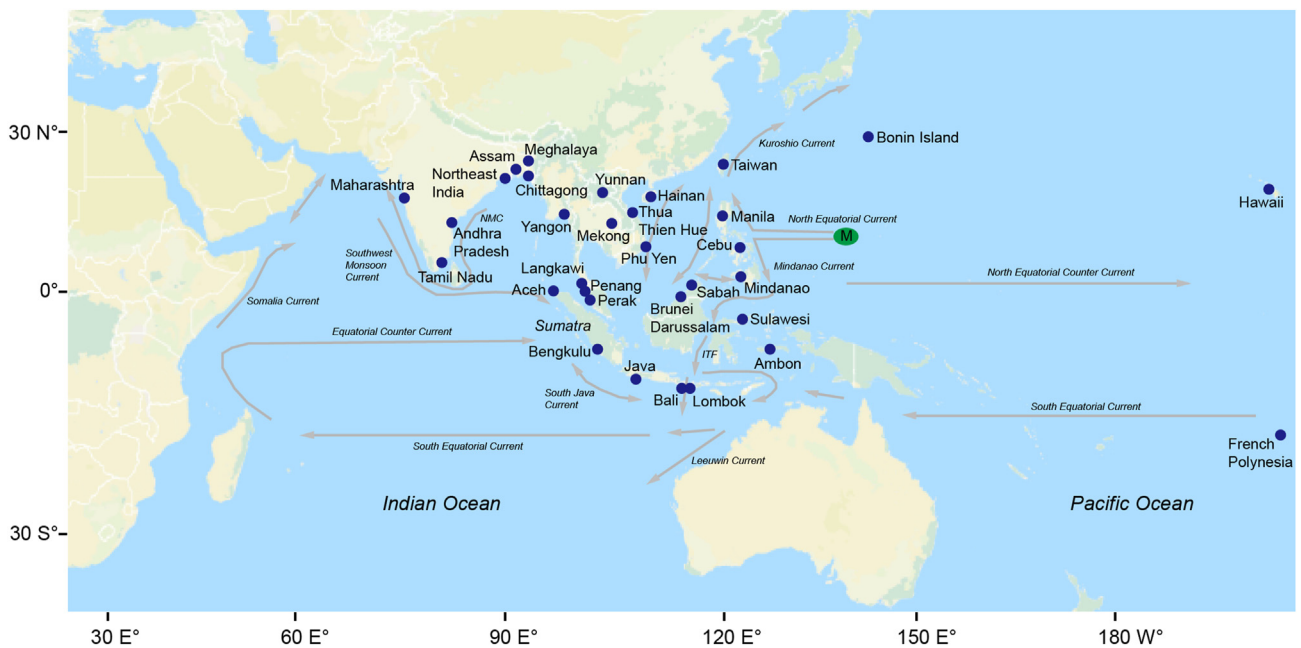 30 N°
0°
30 S°
30 E°
60 E°
90 E°
120 E°
150 E°
180 W°
Kuroshio Current
Bonin Island
Taiwan
Meghalaya
Assam
Northeast
India
Chittagong
Maharashtra
Yunnan
Hainan
Hawaii
NMC
Andhra
Pradesh
Yangon
Mekong
Thua
Thien Hue
Manila
North Equatorial Current
M
Phu Yen
Cebu
Southwest
Monsoon
Current
Tamil Nadu
Langkawi
Penang
Perak
Aceh
Mindanao Current
Mindanao
North Equatorial Counter Current
Sabah
Brunei
Darussalam
Somalia Current
Equatorial Counter Current
Sumatra
Sulawesi
Bengkulu
ITF
Ambon
Java
South Java
Current
Bali
Lombok
South Equatorial Current
South Equatorial Current
French
Polynesia
Leeuwin Current
Indian Ocean
Pacific Ocean